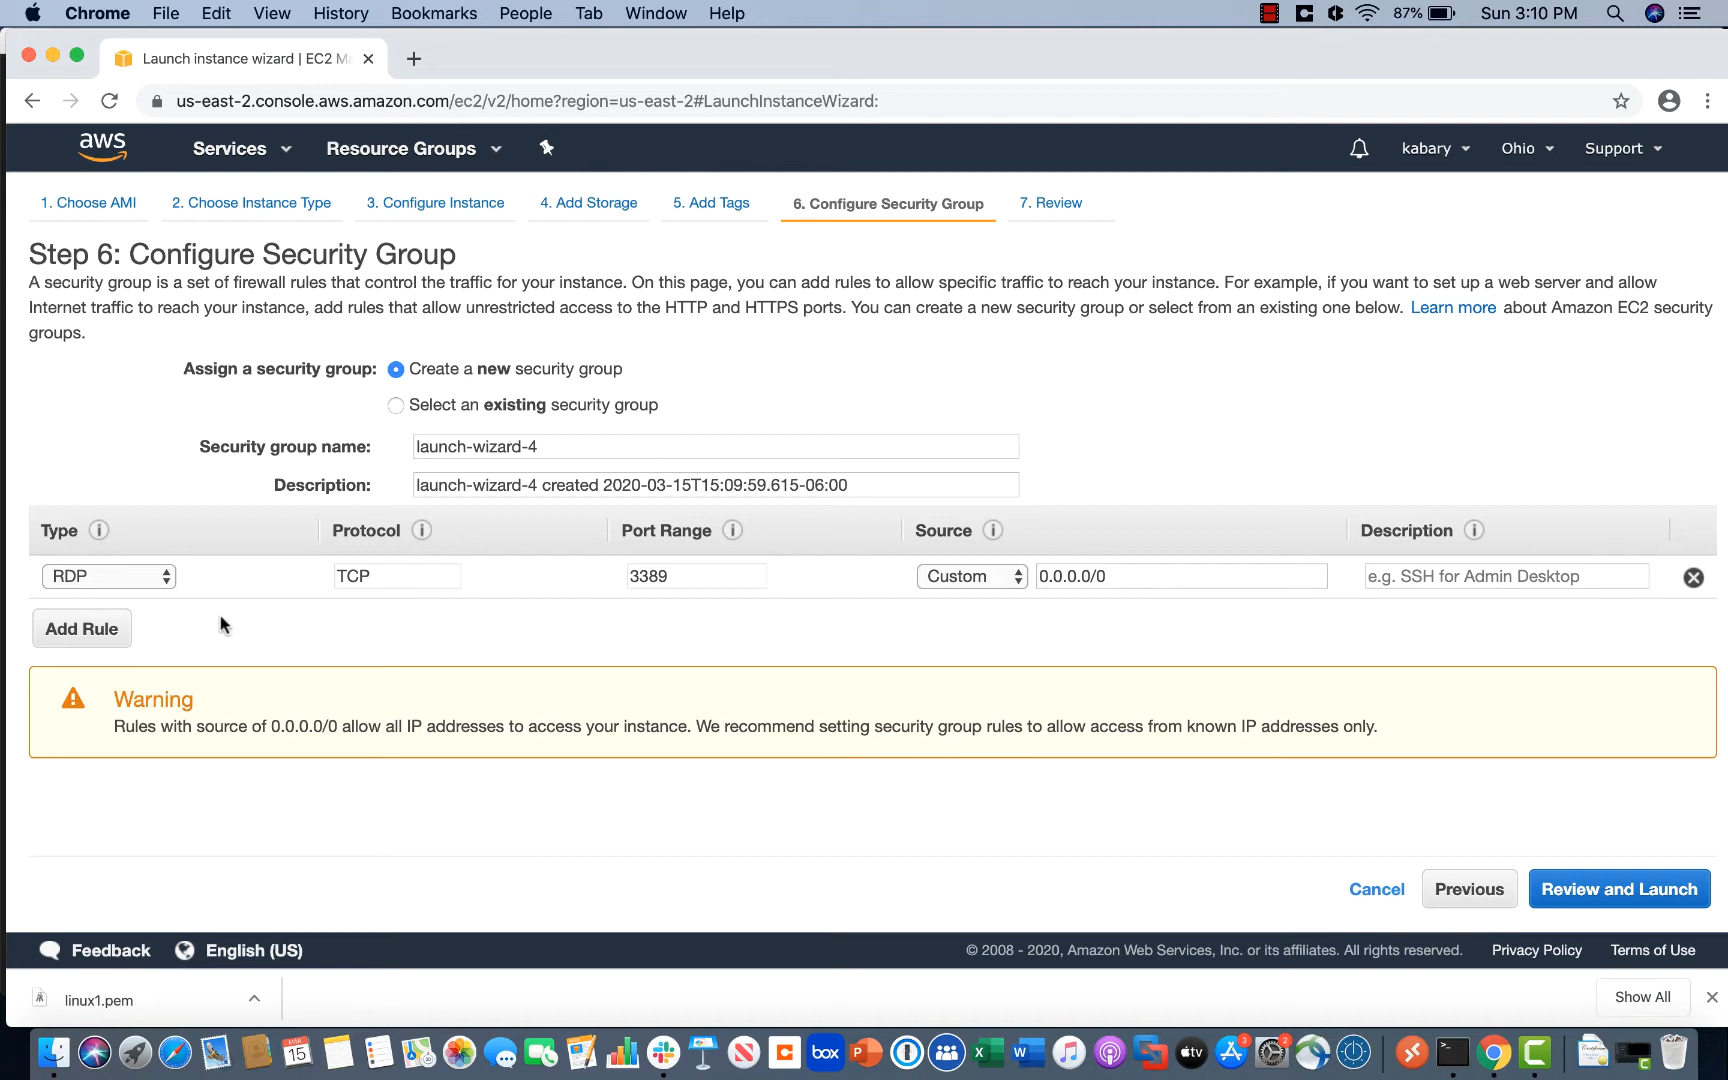 Chrome File Edit View History Bookmarks People Tab Window Help 87% Sun 3:10 PM
Launch instance wizard | EC2 M
us-east-2.console.aws.amazon.com/ec2/v2/home?region=us-east-2#LaunchInstanceWizard:
aws Services Resource Groups kabary Ohio Support
1. Choose AMI 2. Choose Instance Type 3. Configure Instance 4. Add Storage 5. Add Tags 6. Configure Security Group 7. Review
Step 6: Configure Security Group
A security group is a set of firewall rules that control the traffic for your instance. On this page, you can add rules to allow specific traffic to reach your instance. For example, if you want to set up a web server and allow
Internet traffic to reach your instance, add rules that allow unrestricted access to the HTTP and HTTPS ports. You can create a new security group or select from an existing one below. Learn more about Amazon EC2 security
groups.
Assign a security group: Create a new security group
Select an existing security group
Security group name: launch-wizard-4
Description: launch-wizard-4 created 2020-03-15T15:09:59.615-06:00
Type Protocol Port Range Source Description
RDP TCP 3389 Custom 0.0.0.0/0 e.g. SSH for Admin Desktop
Add Rule
Warning
Rules with source of 0.0.0.0/0 allow all IP addresses to access your instance. We recommend setting security group rules to allow access from known IP addresses only.
Cancel Previous Review and Launch
Feedback English (US) © 2008 - 2020, Amazon Web Services, Inc. or its affiliates. All rights reserved. Privacy Policy Terms of Use
linux1.pem Show All
MAR 15 box P X W tv 3 2